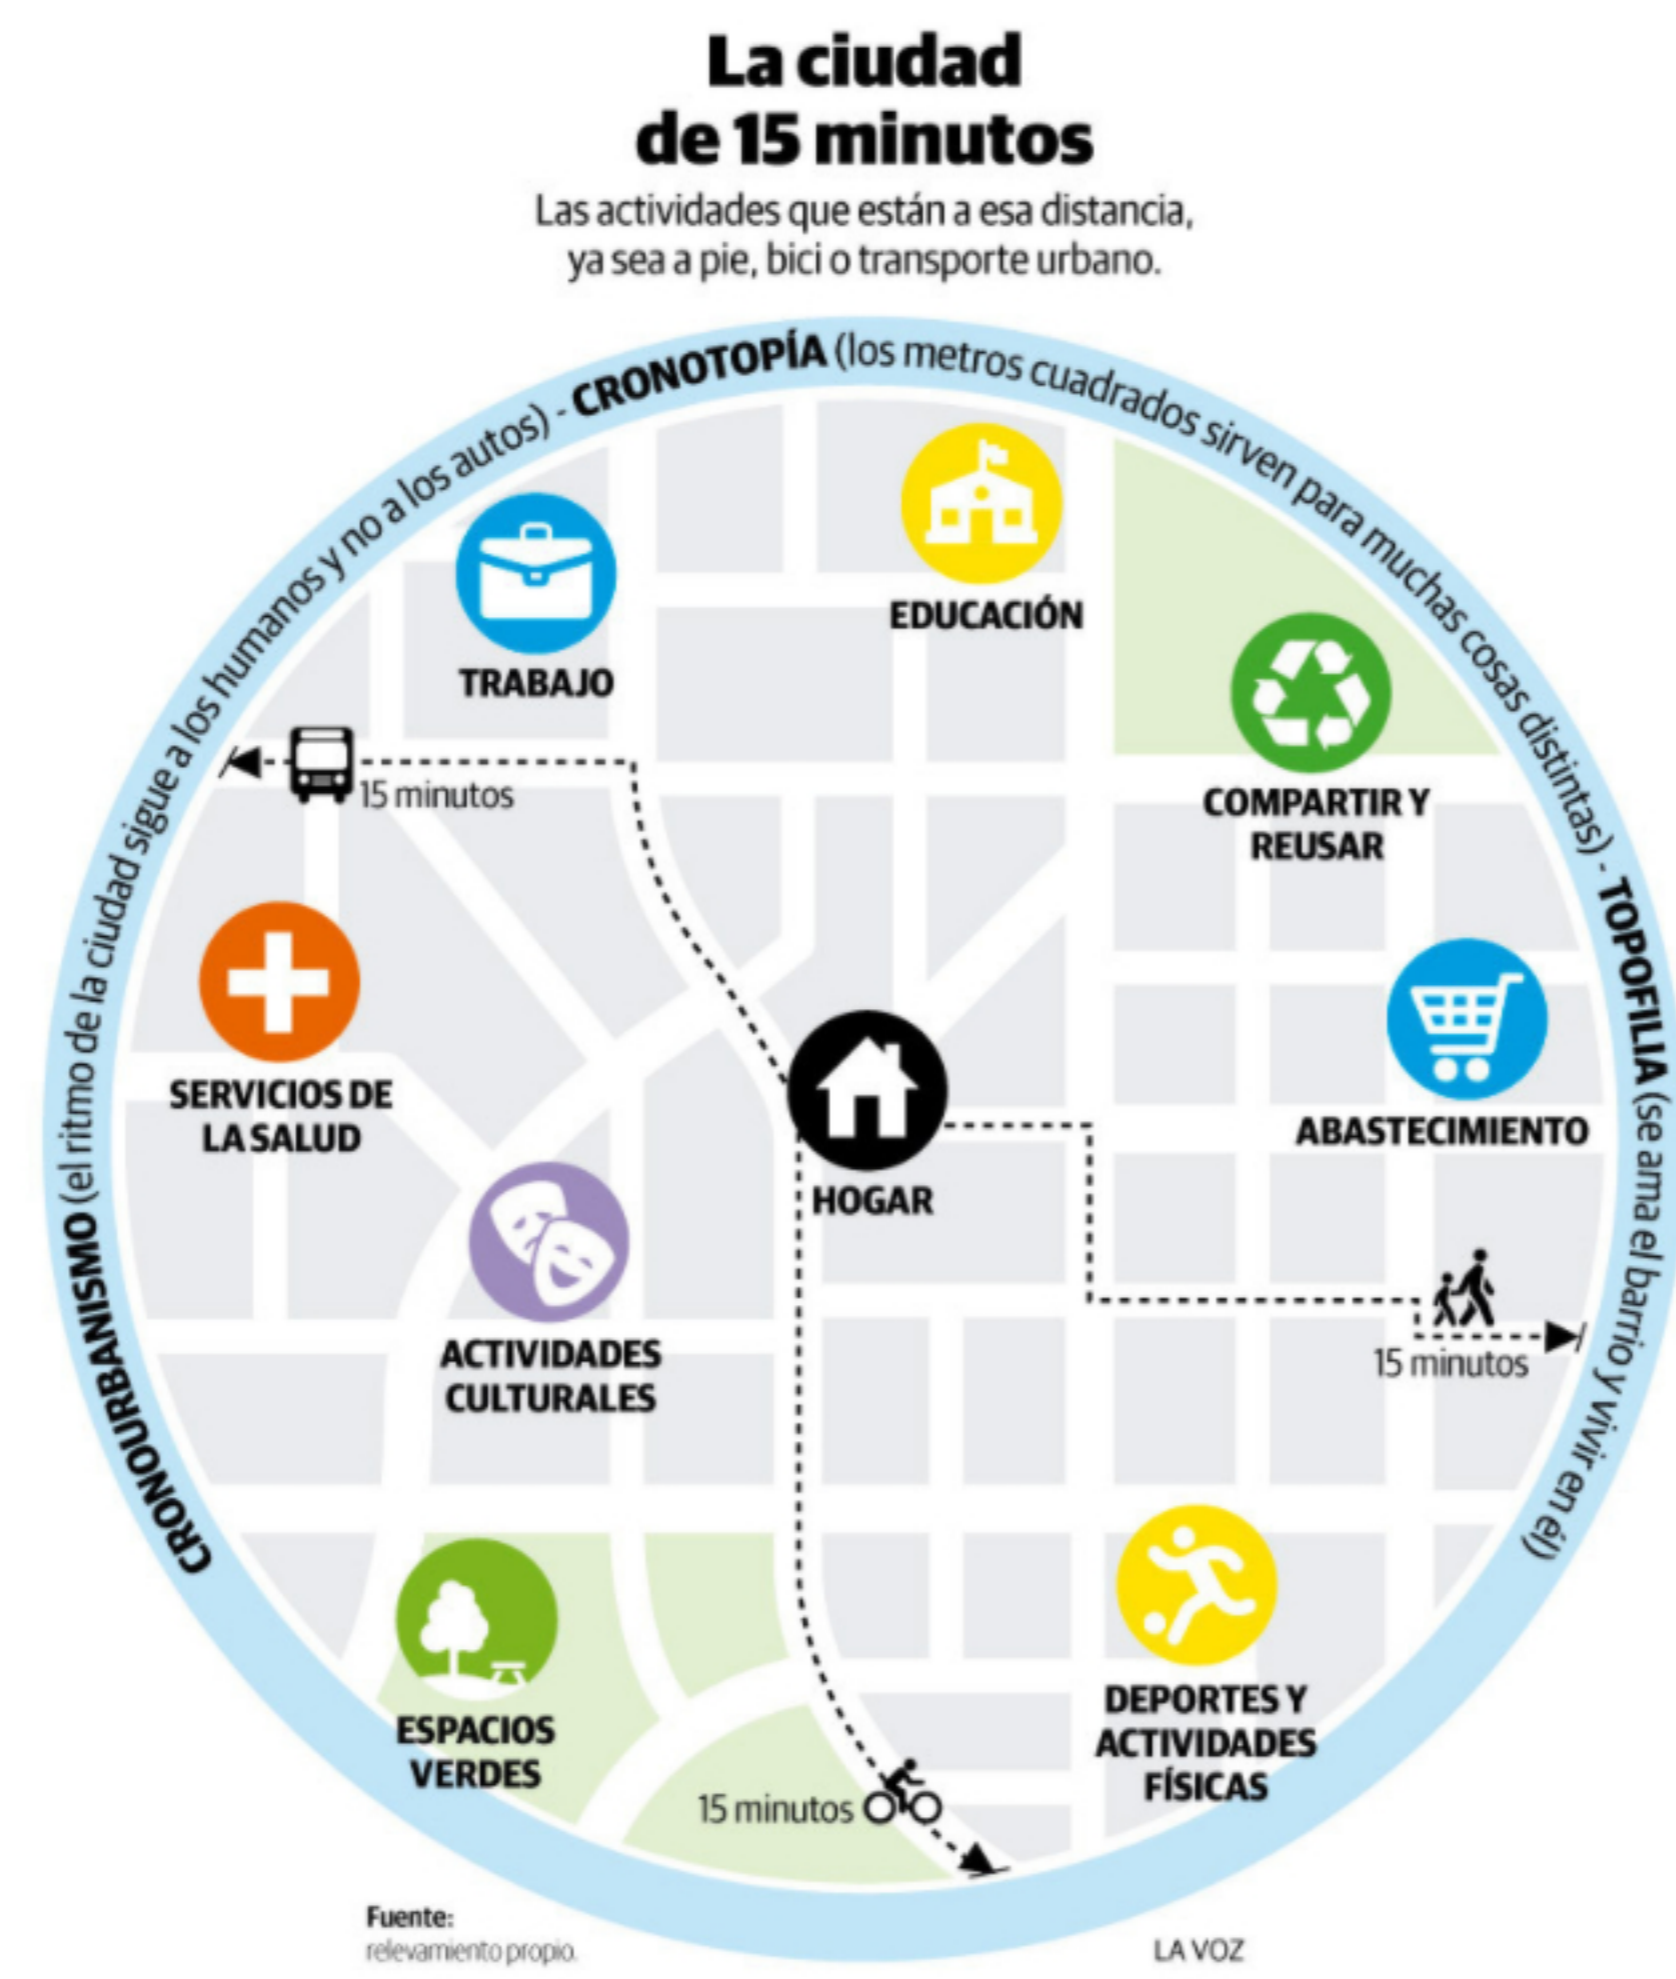 La ciudad
de 15 minutos
Las actividades que están a esa distancia,
ya sea a pie, bici o transporte urbano.
CRONOURBANISMO (el ritmo de la ciudad sigue a los humanos y no a los autos) - CRONOTOPÍA (los metros cuadrados sirven para muchas cosas distintas) - TOPOFILIA (se ama el barrio y vivir en él)
EDUCACIÓN
TRABAJO
15 minutos
COMPARTIR Y
REUSAR
SERVICIOS DE
LA SALUD
ABASTECIMIENTO
HOGAR
15 minutos
ACTIVIDADES
CULTURALES
ESPACIOS
VERDES
DEPORTES Y
ACTIVIDADES
FÍSICAS
15 minutos
Fuente:
relevamiento propio.
LA VOZ